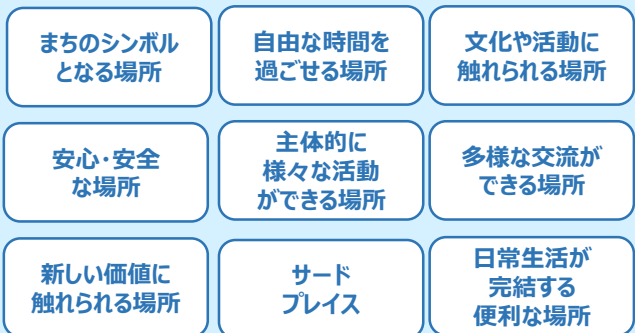 まちのシンボル
となる場所
自由な時間を
過ごせる場所
文化や活動に
触れられる場所
安心・安全
な場所
主体的に
様々な活動
ができる場所
多様な交流が
できる場所
新しい価値に
触れられる場所
サード
プレイス
日常生活が
完結する
便利な場所